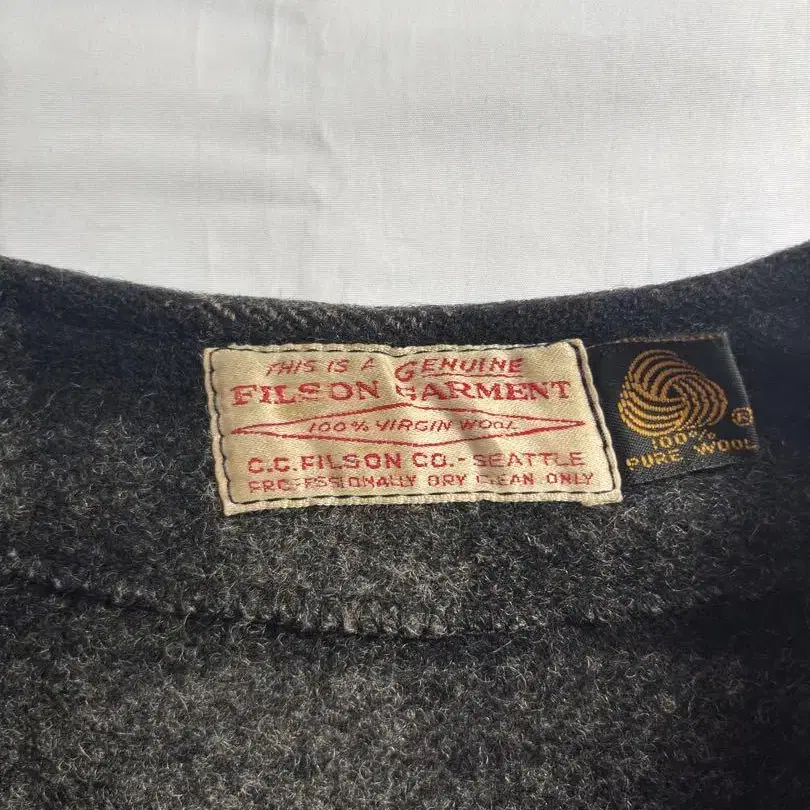 THIS IS A GENUINE
FILSON GARMENT
100% VIRGIN WOOL
C.C. FILSON CO. - SEATTLE
PROFESSIONALLY DRY CLEAN ONLY
®
100%
PURE WOOL